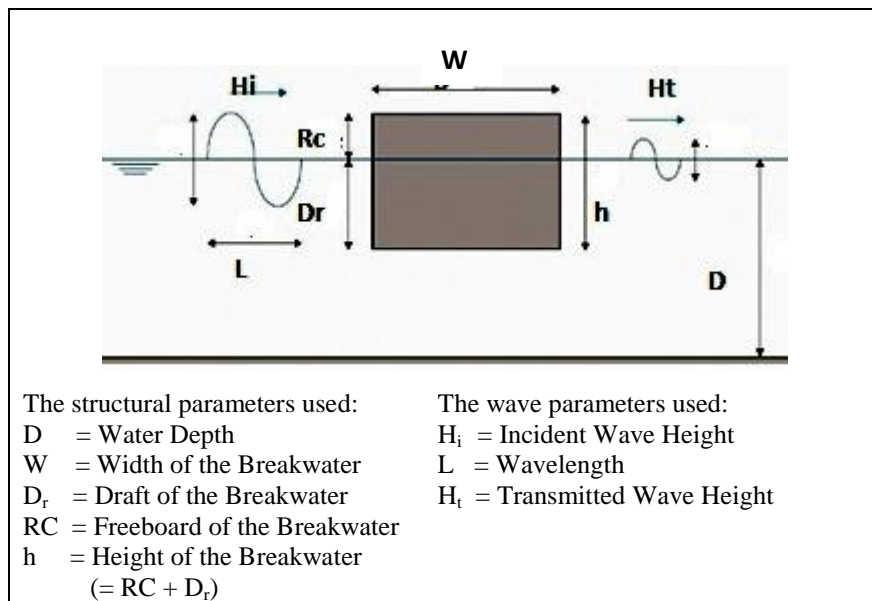 W
Hi
Ht
Rc
Dr
h
L
D
The structural parameters used:
D = Water Depth
W = Width of the Breakwater
Dr = Draft of the Breakwater
RC = Freeboard of the Breakwater
h = Height of the Breakwater
(= RC + Dr)
The wave parameters used:
Hi = Incident Wave Height
L = Wavelength
Ht = Transmitted Wave Height